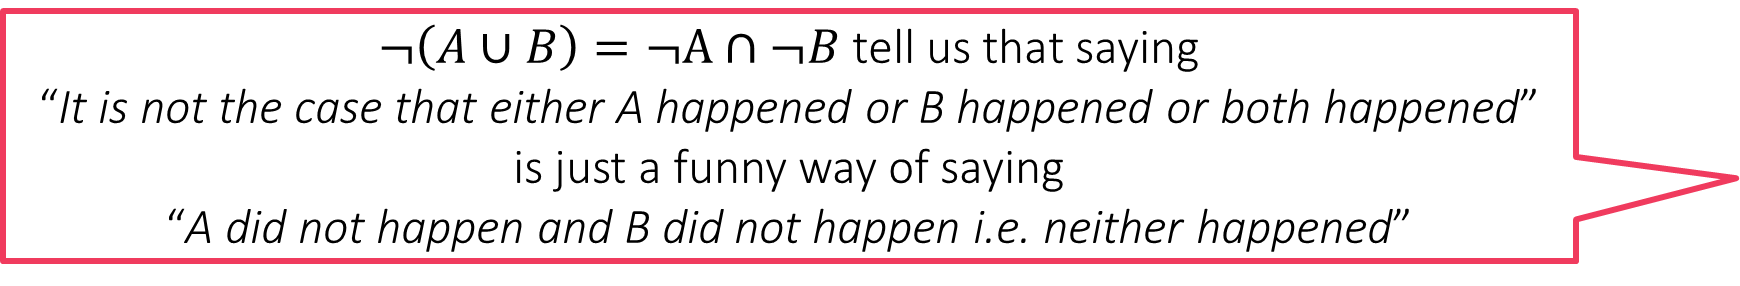 ¬(A ∪ B) = ¬A ∩ ¬B tell us that saying
“It is not the case that either A happened or B happened or both happened”
is just a funny way of saying
“A did not happen and B did not happen i.e. neither happened”